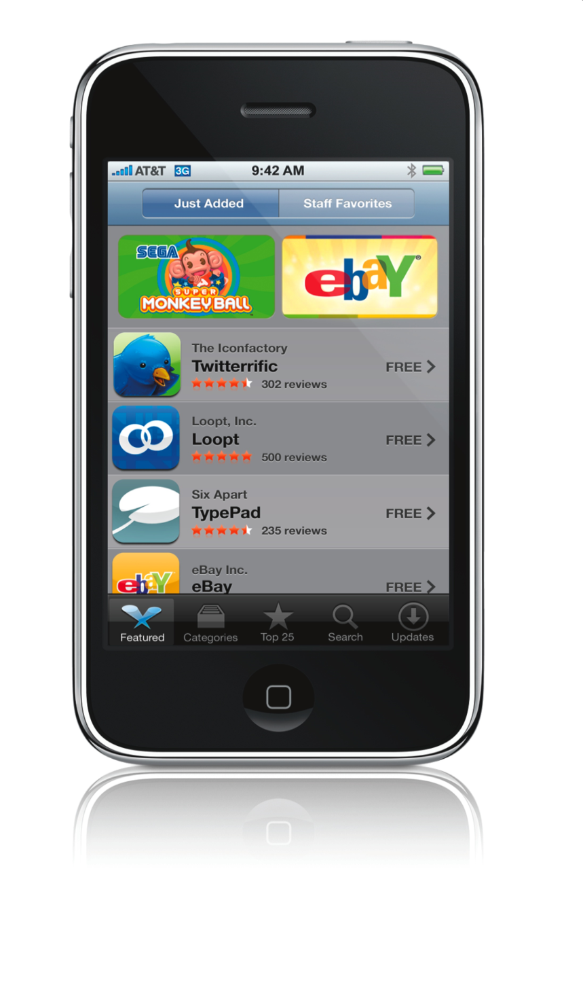 AT&T 3G 9:42 AM
Just Added Staff Favorites
SEGA
SUPER
MONKEY BALL™
ebaY®
The Iconfactory
Twitterrific FREE
302 reviews
Loopt, Inc.
Loopt FREE
500 reviews
Six Apart
TypePad FREE
235 reviews
ebaY
eBay Inc.
eBay FREE
Featured Categories Top 25 Search Updates